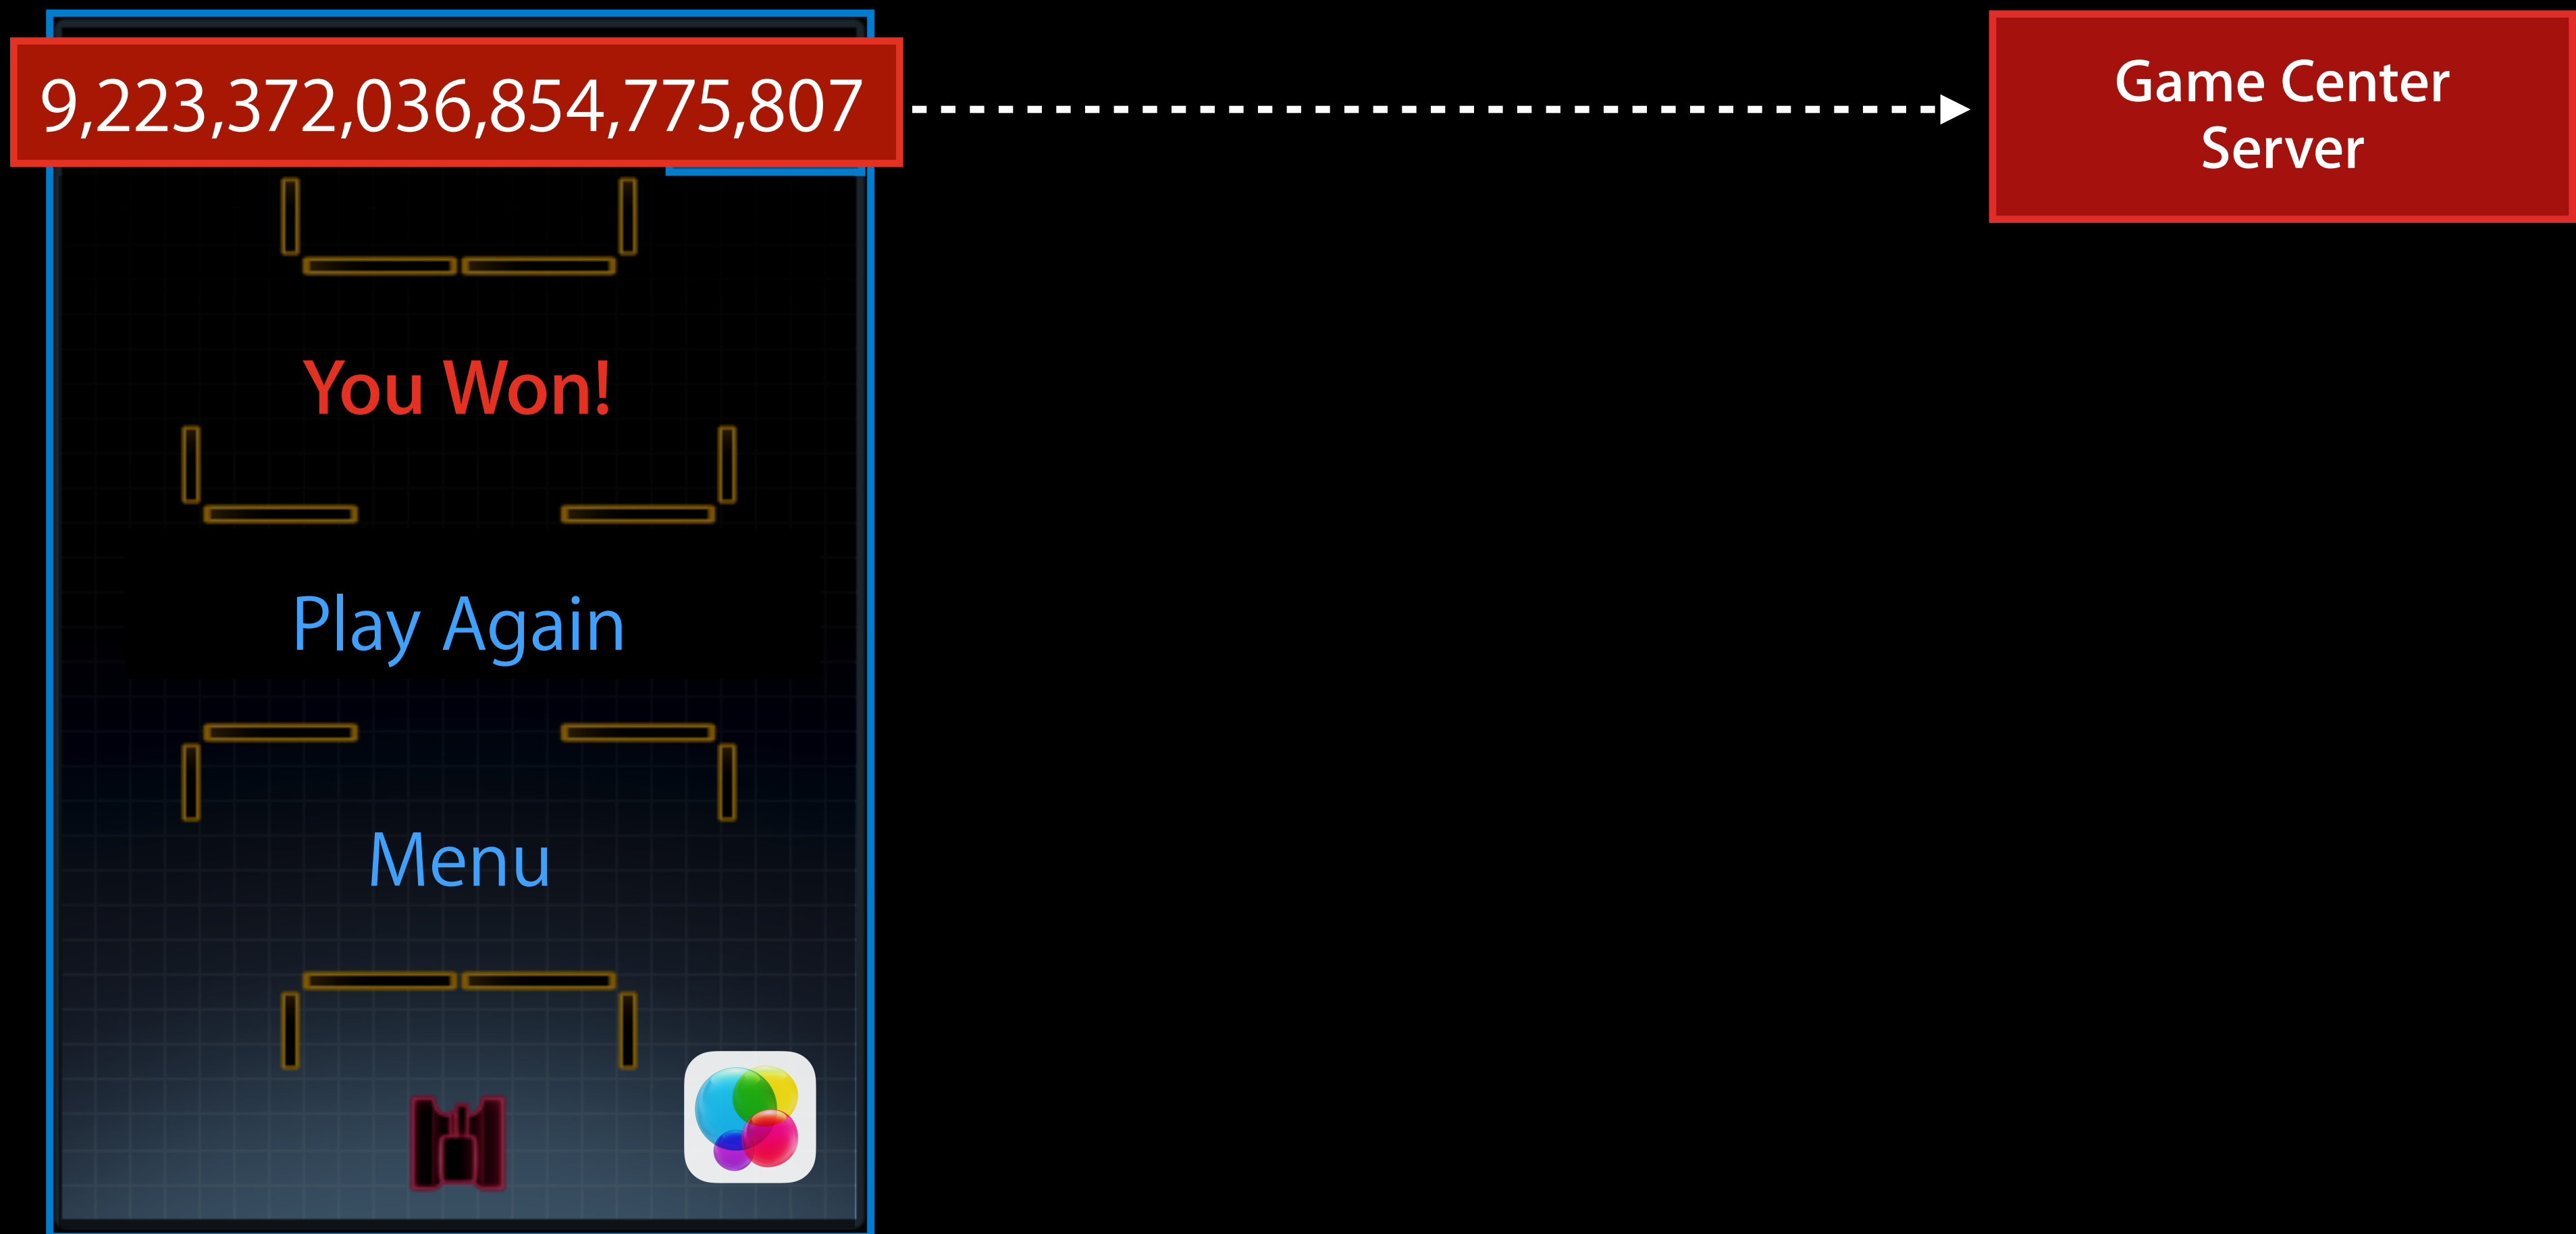 9,223,372,036,854,775,807
Game Center
Server
You Won!
Play Again
Menu